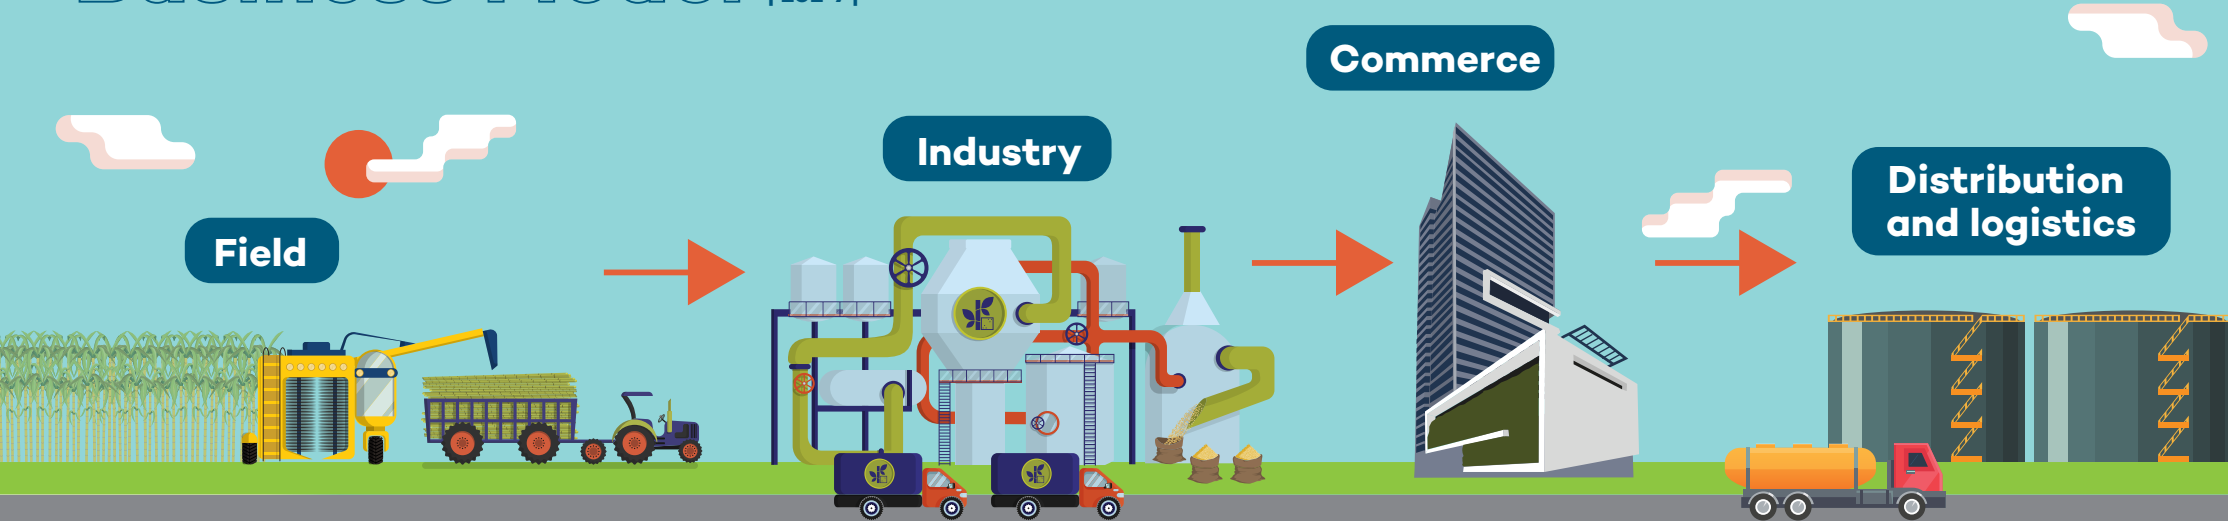 Field
Industry
Commerce
Distribution
and logistics